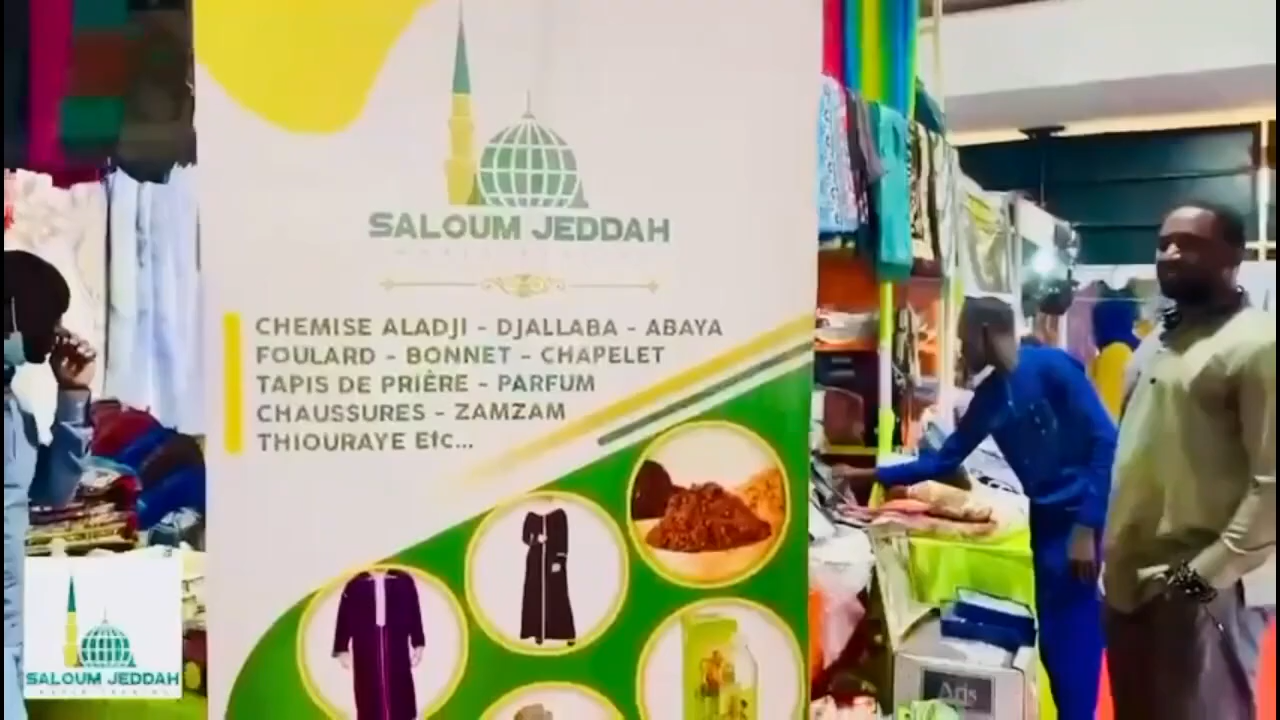 SALOUM JEDDAH
CHEMISE ALADJI - DJALLABA - ABAYA
FOULARD - BONNET - CHAPELET
TAPIS DE PRIÈRE - PARFUM
CHAUSSURES - ZAMZAM
THIOURAYE Etc...
SALOUM JEDDAH